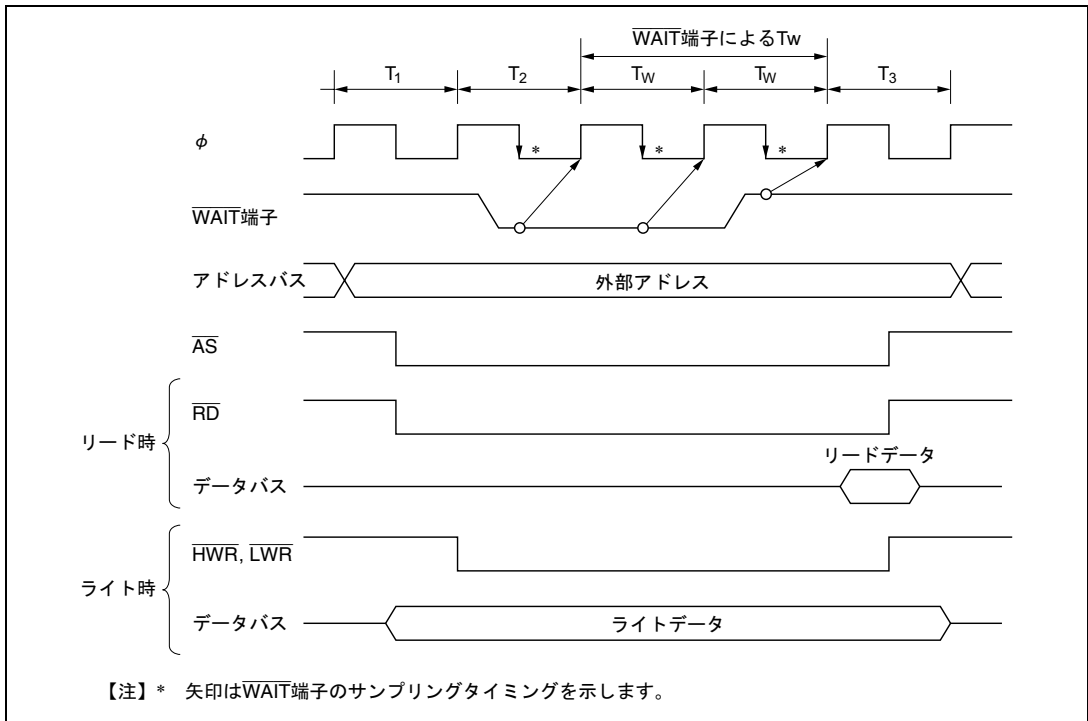 WAIT端子によるTw
T1 T2 TW TW T3
φ
* * *
WAIT端子
アドレスバス
外部アドレス
AS
リード時
RD
リードデータ
データバス
ライト時
HWR, LWR
データバス
ライトデータ
【注】* 矢印はWAIT端子のサンプリングタイミングを示します。